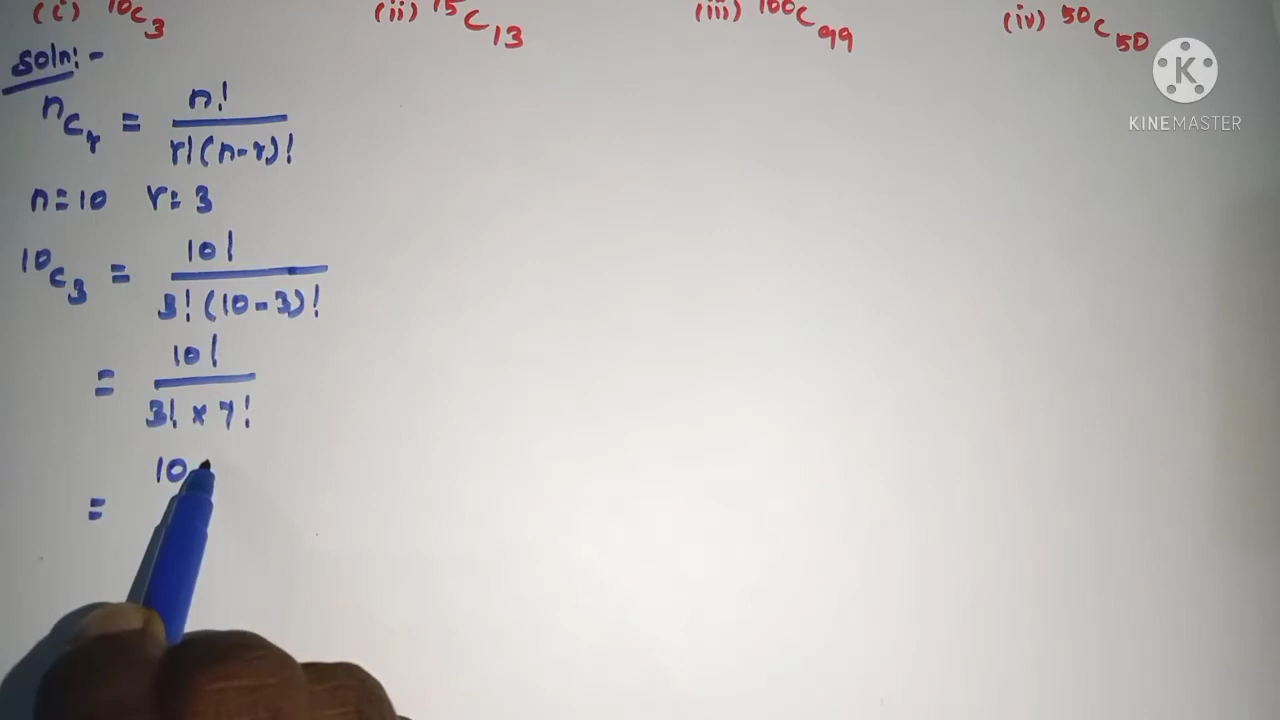 (i) ¹⁰C₃ (ii) ¹⁵C₁₃ (iii) ¹⁰⁰C₉₉ (iv) ⁵⁰C₅₀
K
KINEMASTER
Soln:-
ⁿCᵣ = n! / r!(n-r)!
n=10 r=3
¹⁰C₃ = 10! / 3!(10-3)!
= 10! / 3! × 7!
= 10